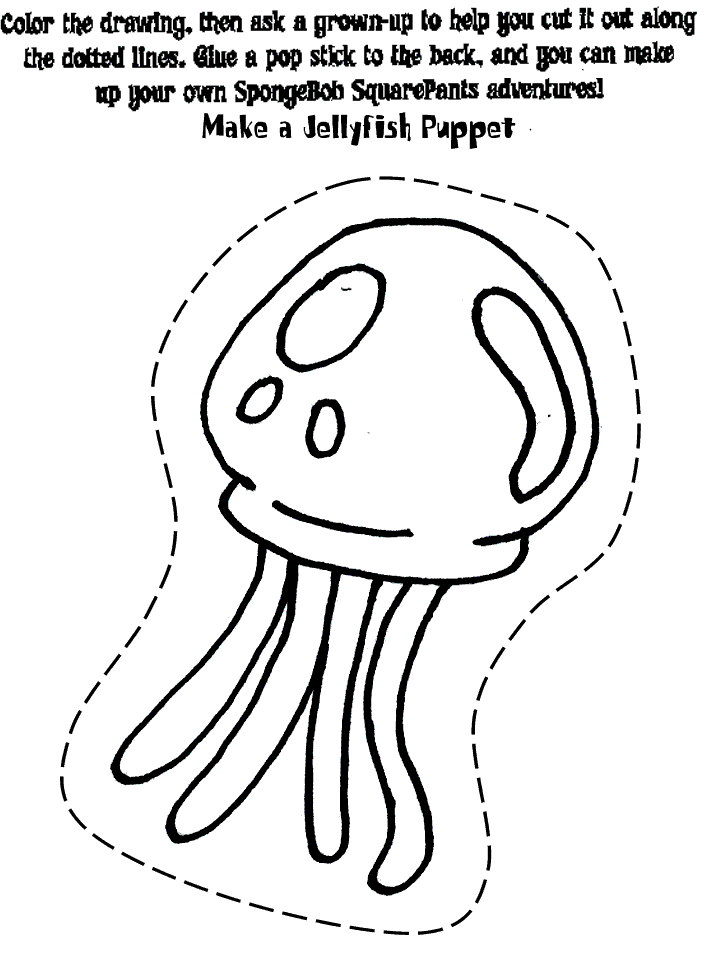 Color the drawing, then ask a grown-up to help you cut it out along
the dotted lines. Glue a pop stick to the back, and you can make
up your own SpongeBob SquarePants adventures!
Make a Jellyfish Puppet